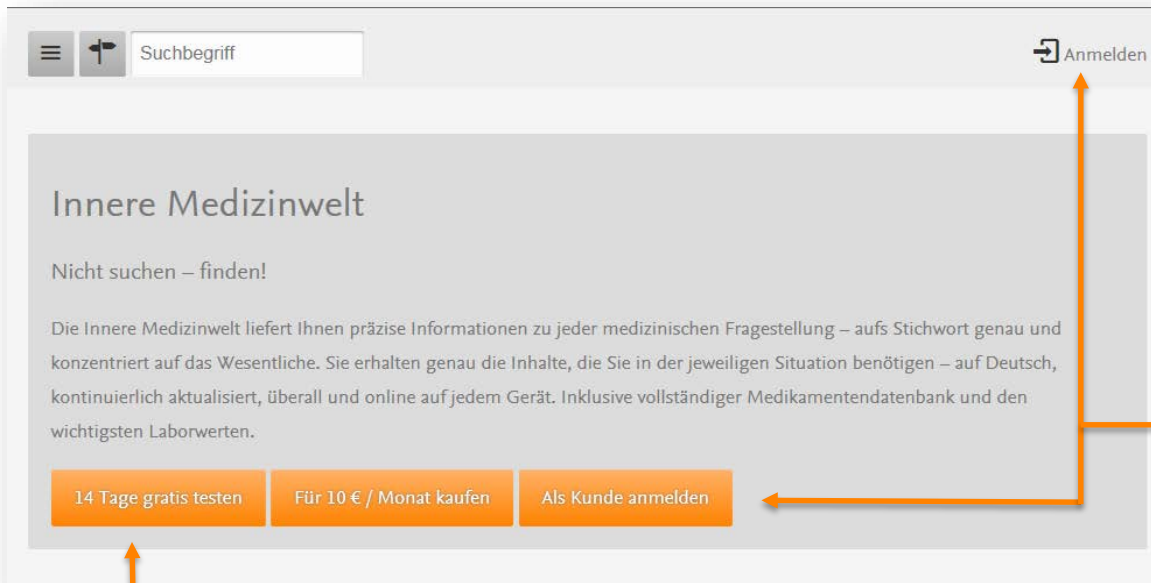 Suchbegriff
Anmelden
Innere Medizinwelt
Nicht suchen – finden!
Die Innere Medizinwelt liefert Ihnen präzise Informationen zu jeder medizinischen Fragestellung – aufs Stichwort genau und
konzentriert auf das Wesentliche. Sie erhalten genau die Inhalte, die Sie in der jeweiligen Situation benötigen – auf Deutsch,
kontinuierlich aktualisiert, überall und online auf jedem Gerät. Inklusive vollständiger Medikamentendatenbank und den
wichtigsten Laborwerten.
14 Tage gratis testen
Für 10 € / Monat kaufen
Als Kunde anmelden